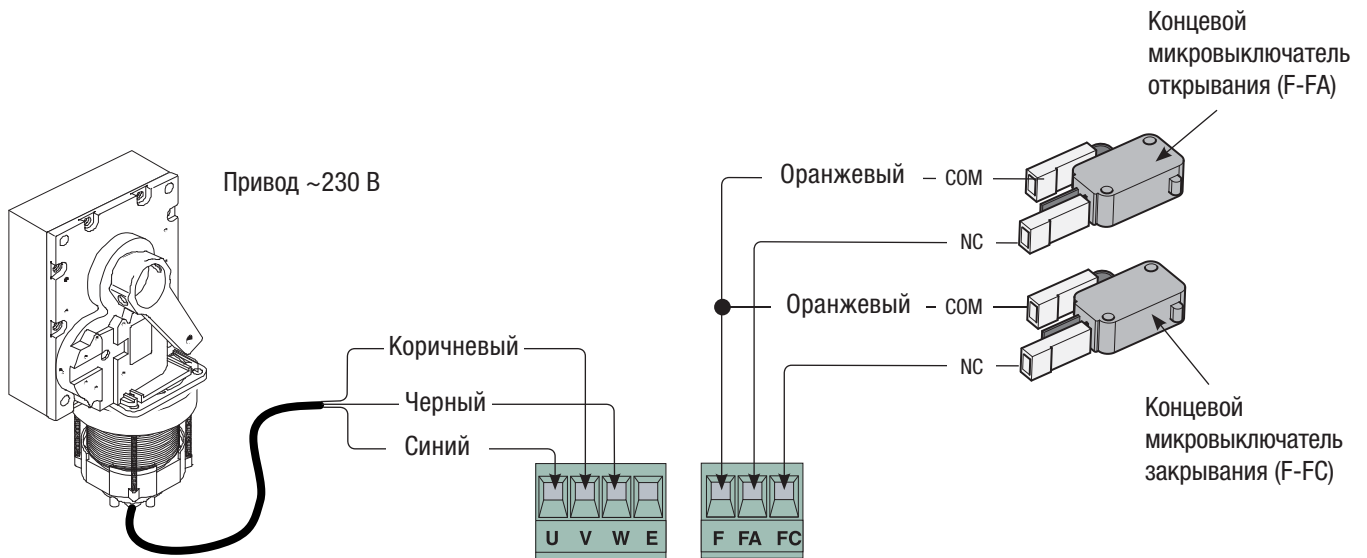 Концевой
микровыключатель
открывания (F-FA)
Привод ~230 В
Оранжевый
COM
NC
Оранжевый
COM
NC
Коричневый
Черный
Синий
Концевой
микровыключатель
закрывания (F-FC)
U V W E
F FA FC